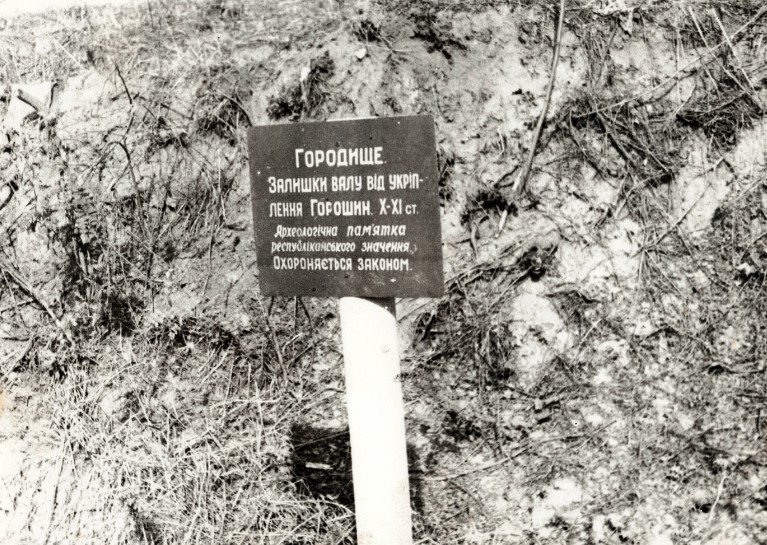 Городище.
Залишки валу від укріп-
лення Горошин. X-XI ст.
Археологічна пам'ятка
республіканського значення.
Охороняється законом.